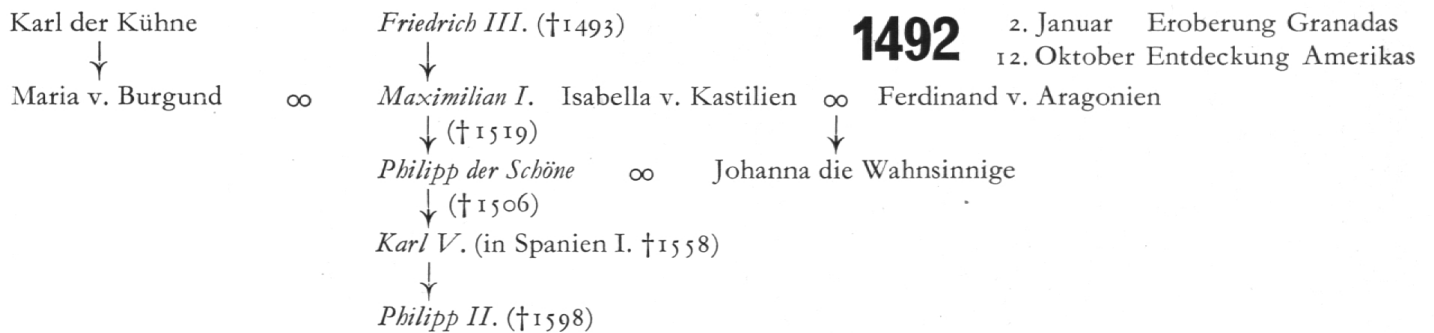 Karl der Kühne Friedrich III. (†1493) 1492 2. Januar Eroberung Granadas
12. Oktober Entdeckung Amerikas
Maria v. Burgund ∞ Maximilian I. Isabella v. Kastilien ∞ Ferdinand v. Aragonien
(†1519)
Philipp der Schöne ∞ Johanna die Wahnsinnige
(†1506)
Karl V. (in Spanien I. †1558)
Philipp II. (†1598)